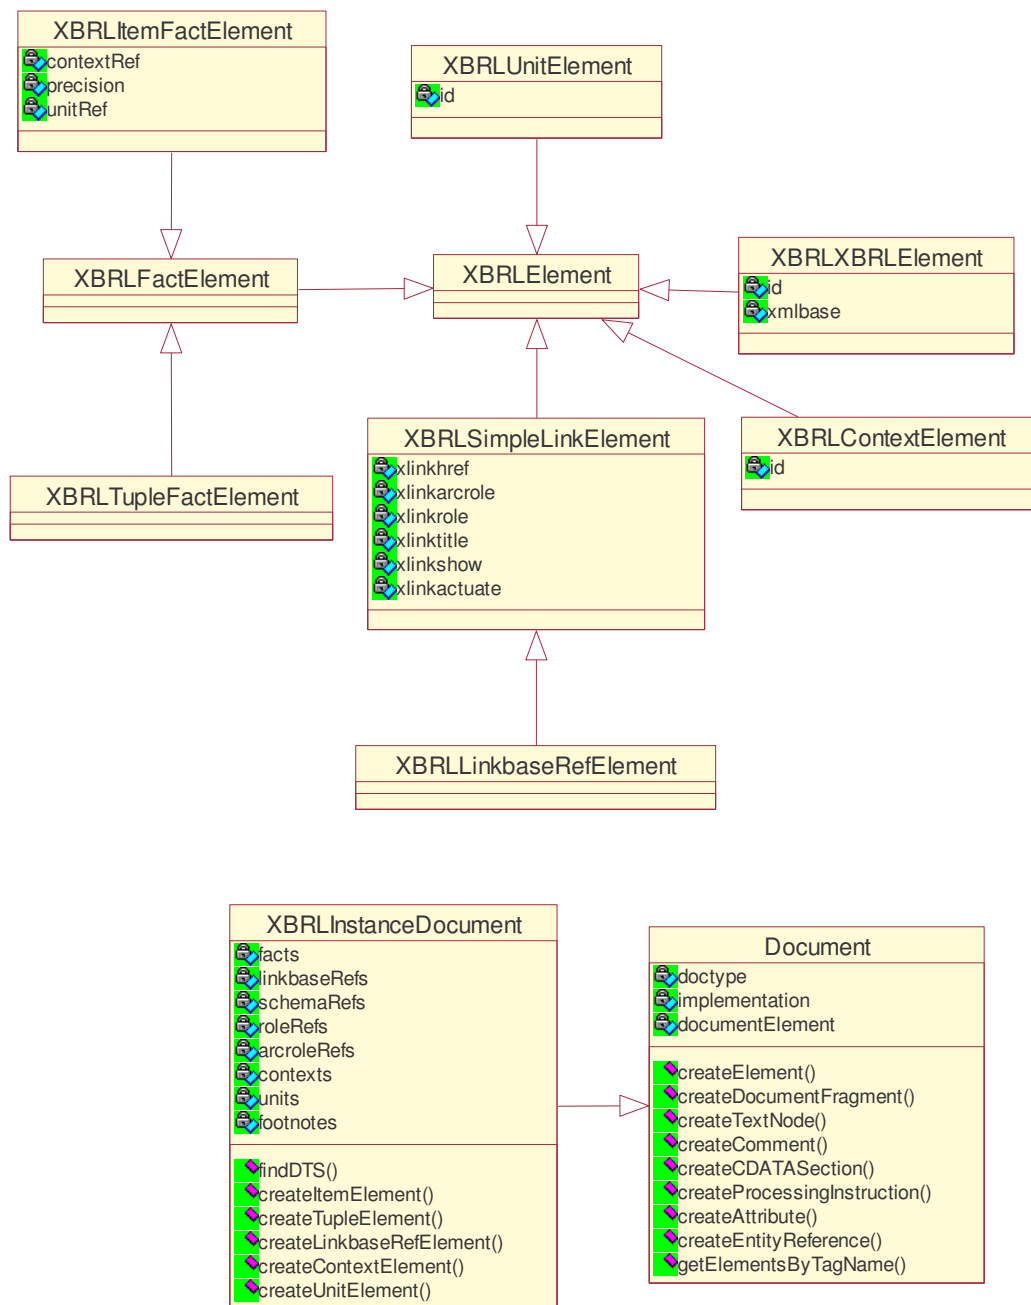 XBRLItemFactElement
contextRef
precision
unitRef
XBRLUnitElement
id
XBRLFactElement
XBRLElement
XBRLXBRLElement
id
xmlbase
XBRLTupleFactElement
XBRLSimpleLinkElement
xlinkhref
xlinkarcrole
xlinkrole
xlinktitle
xlinkshow
xlinkactuate
XBRLContextElement
id
XBRLLinkbaseRefElement
XBRLInstanceDocument
facts
linkbaseRefs
schemaRefs
roleRefs
arcroleRefs
contexts
units
footnotes
findDTS()
createItemElement()
createTupleElement()
createLinkbaseRefElement()
createContextElement()
createUnitElement()
Document
doctype
implementation
documentElement
createElement()
createDocumentFragment()
createTextNode()
createComment()
createCDATASection()
createProcessingInstruction()
createAttribute()
createEntityReference()
getElementsByTagName()